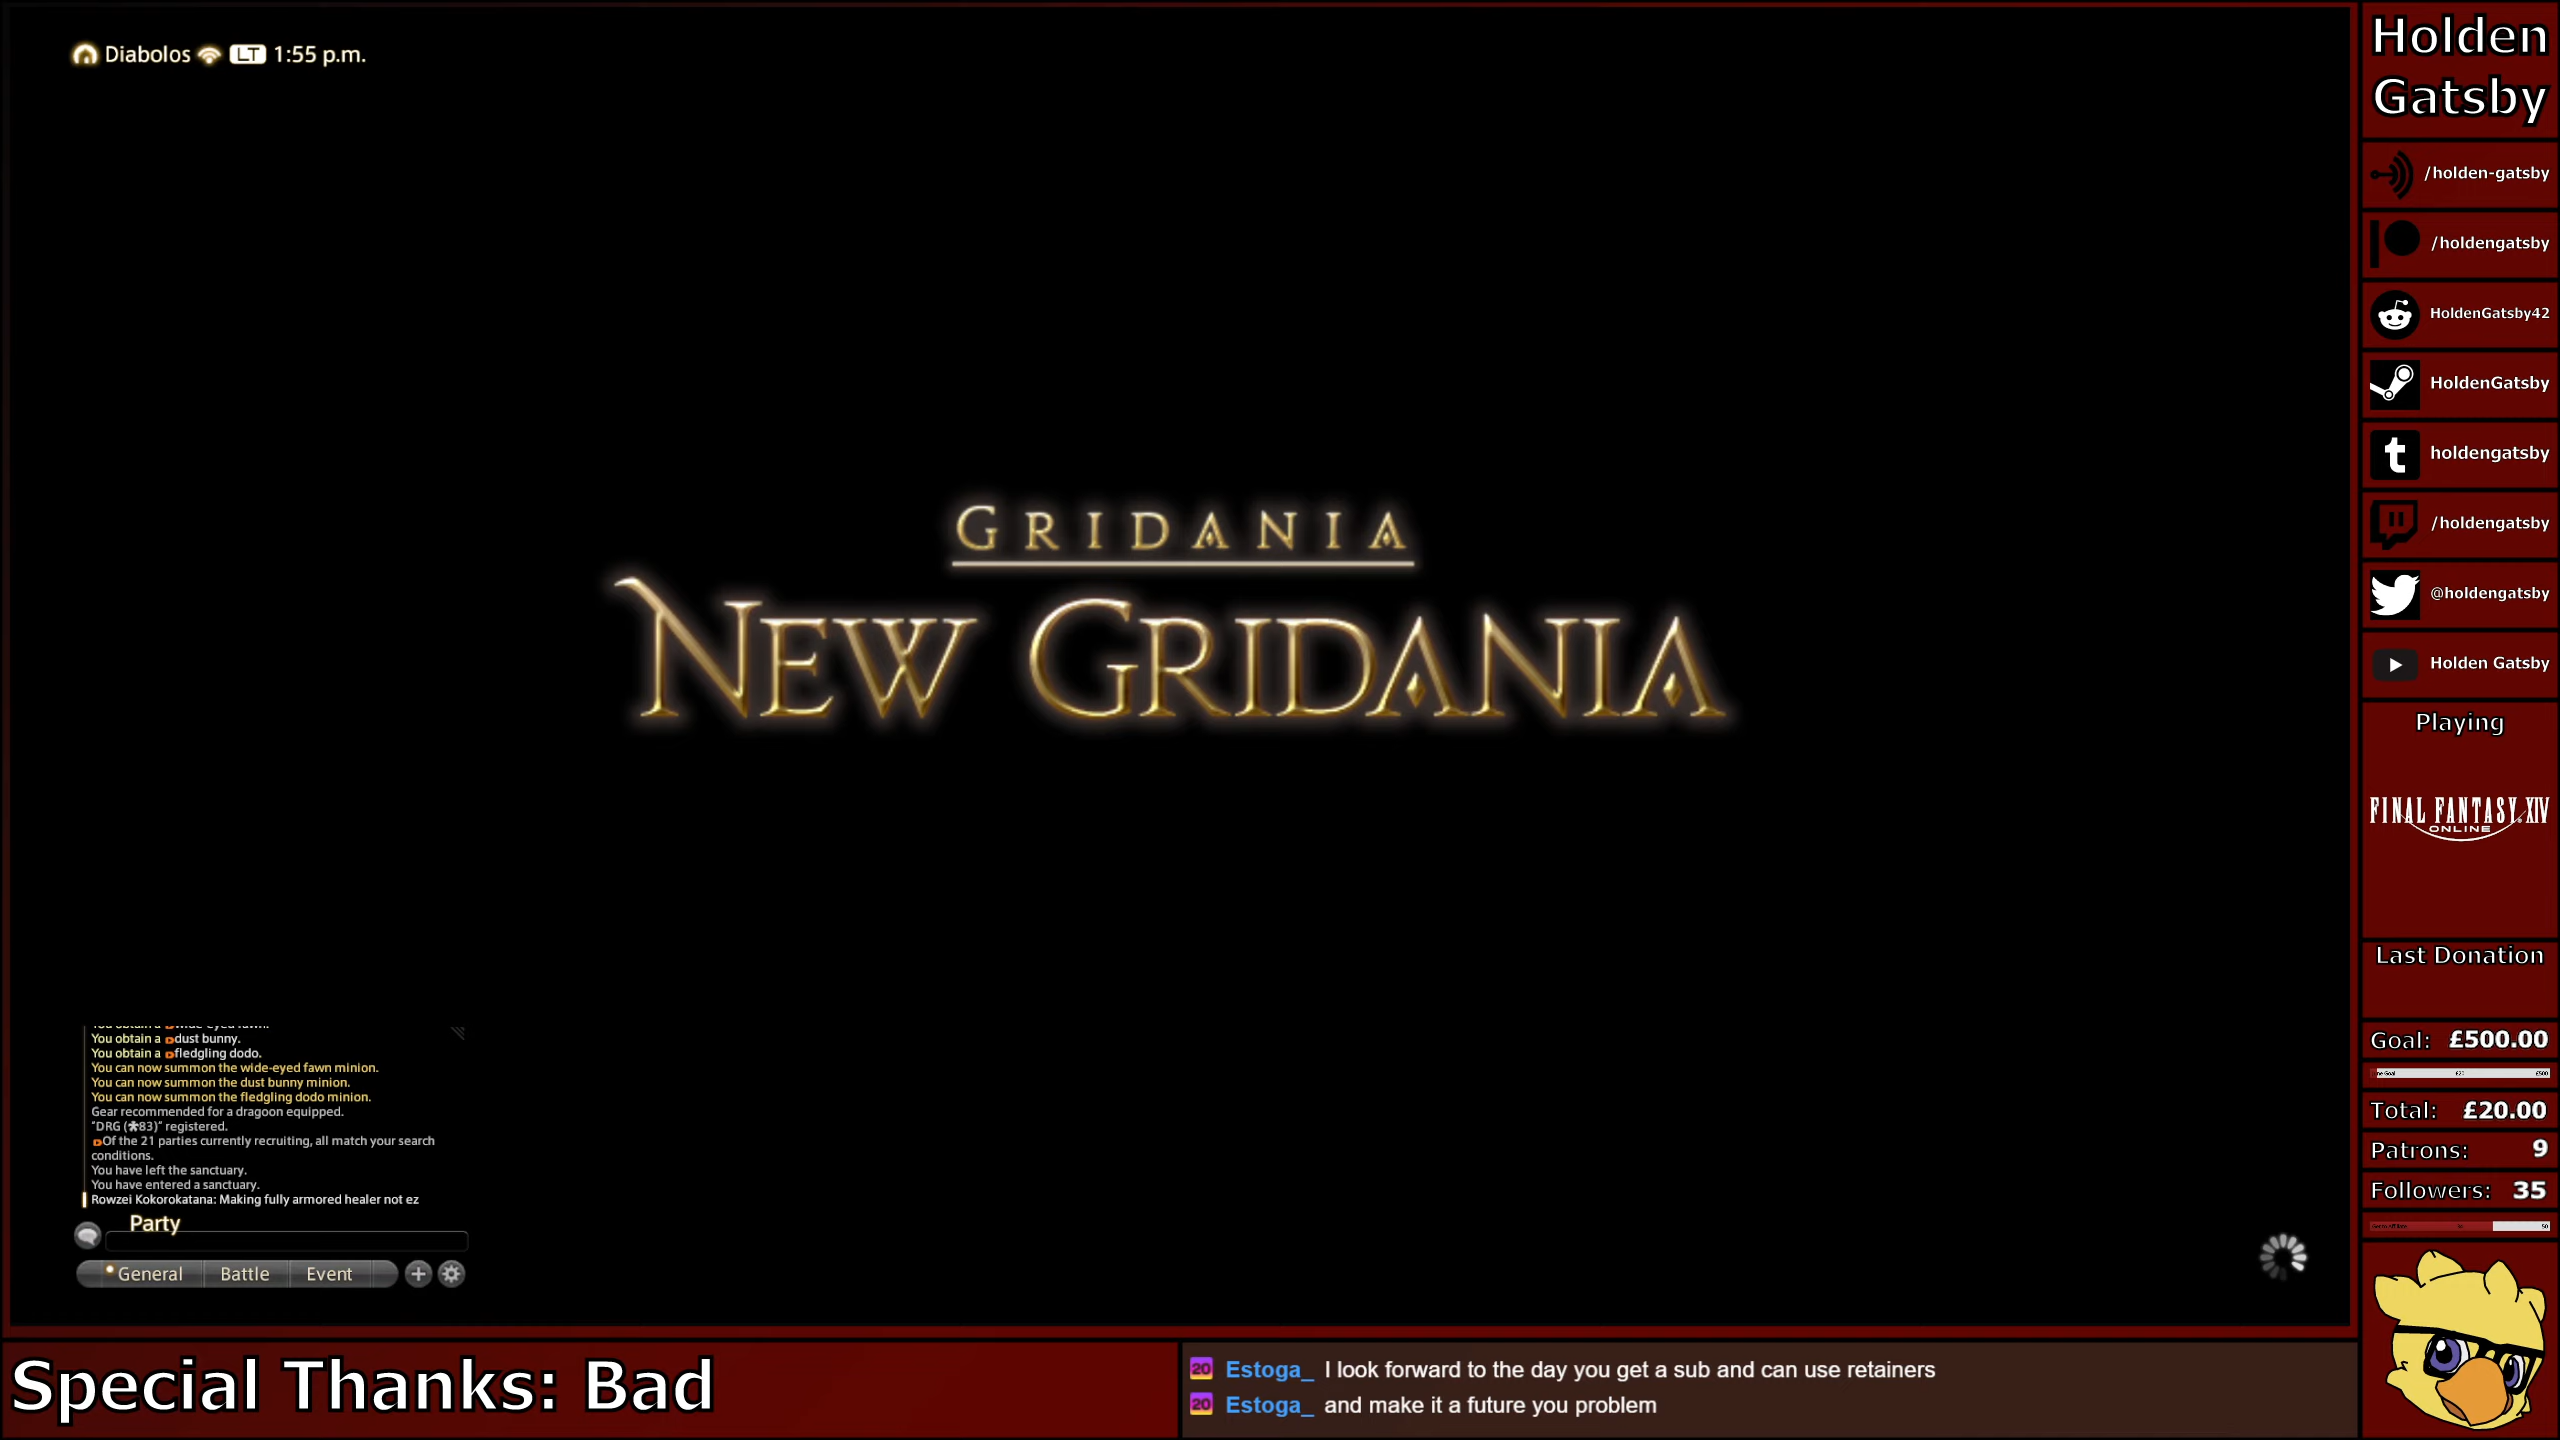 Diabolos LT 1:55 p.m.
GRIDANIA
NEW GRIDANIA
You obtain a dust bunny.
You obtain a fledgling dodo.
You can now summon the wide-eyed fawn minion.
You can now summon the dust bunny minion.
You can now summon the fledgling dodo minion.
Gear recommended for a dragoon equipped.
"DRG (83)" registered.
Of the 21 parties currently recruiting, all match your search
conditions.
You have left the sanctuary.
You have entered a sanctuary.
Rowzei Kokorokatana: Making fully armored healer not ez
Party
General Battle Event
Special Thanks: Bad
20 Estoga_ I look forward to the day you get a sub and can use retainers
20 Estoga_ and make it a future you problem
Holden
Gatsby
/holden-gatsby
/holdengatsby
HoldenGatsby42
HoldenGatsby
holdengatsby
/holdengatsby
@holdengatsby
Holden Gatsby
Playing
FINAL FANTASY XIV
ONLINE
Last Donation
Goal: £500.00
Total: £20.00
Patrons: 9
Followers: 35